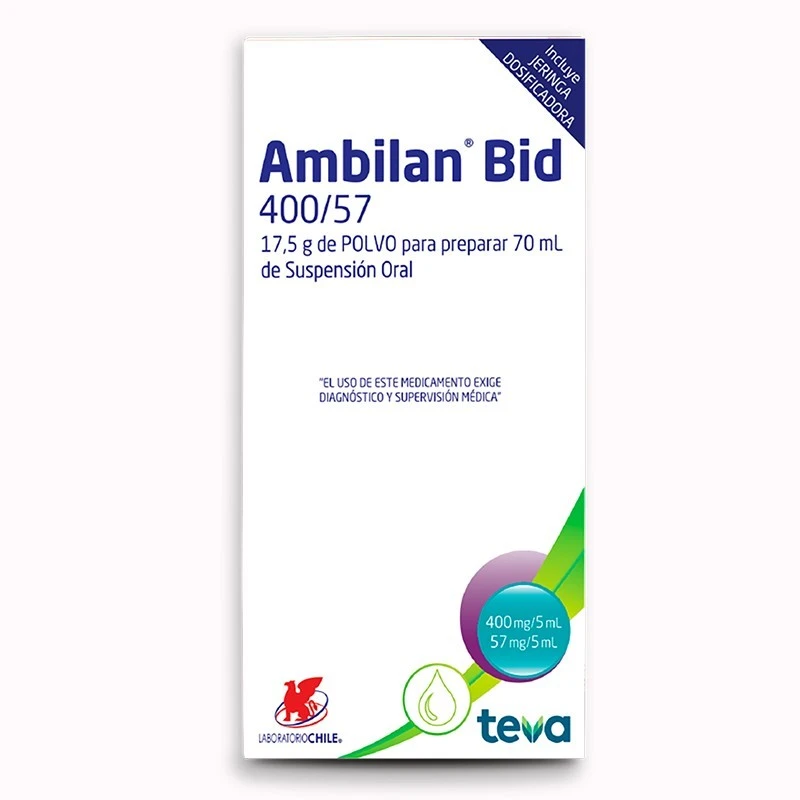 Incluye
JERINGA
DOSIFICADORA
Ambilan® Bid
400/57
17,5 g de POLVO para preparar 70 mL
de Suspensión Oral
"EL USO DE ESTE MEDICAMENTO EXIGE
DIAGNÓSTICO Y SUPERVISIÓN MÉDICA"
400 mg/5 mL
57 mg/5 mL
LABORATORIOCHILE®
teva